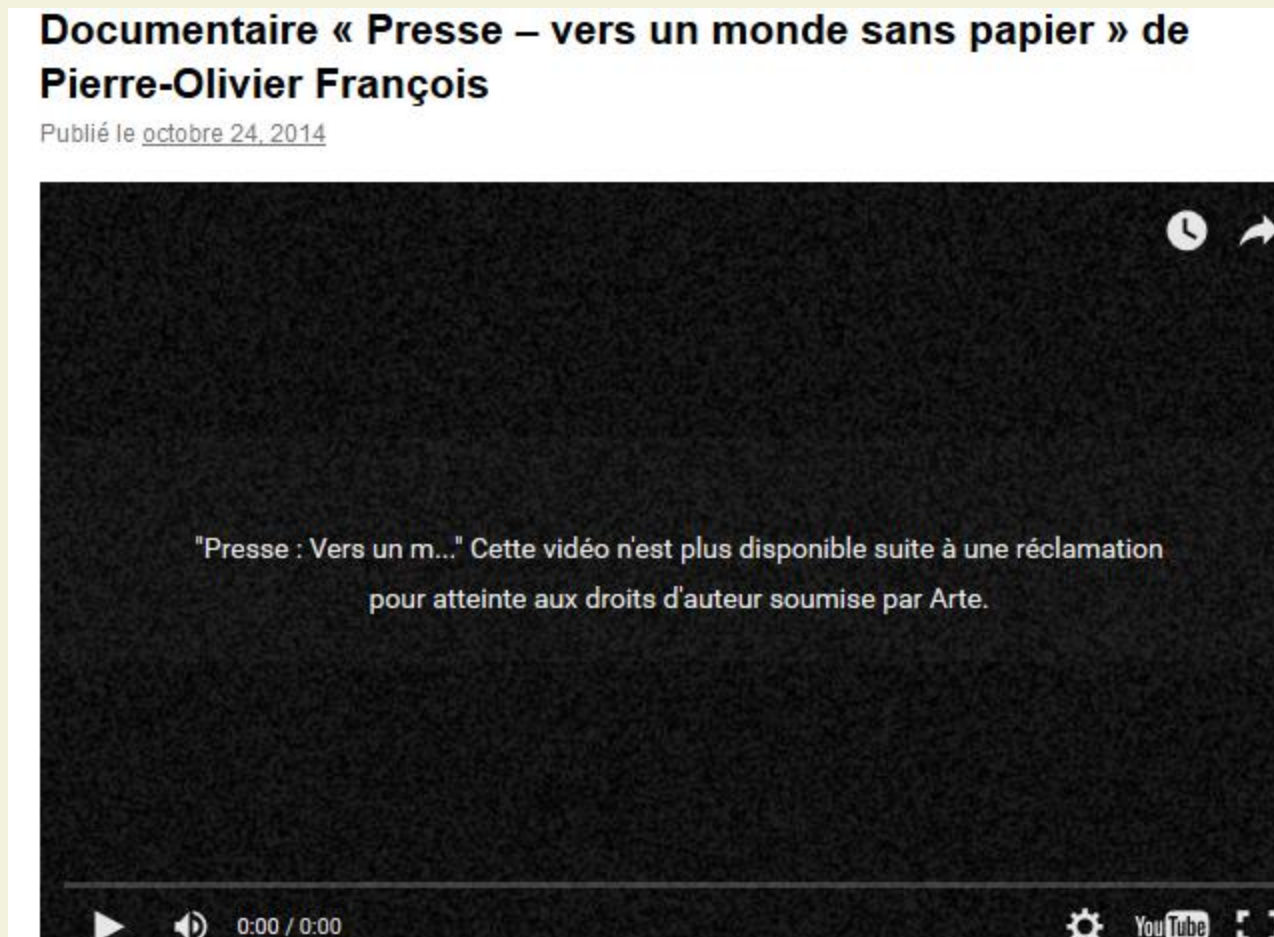 Documentaire « Presse – vers un monde sans papier » de
Pierre-Olivier François
Publié le octobre 24, 2014
"Presse : Vers un m..." Cette vidéo n'est plus disponible suite à une réclamation
pour atteinte aux droits d'auteur soumise par Arte.
0:00 / 0:00
YouTube